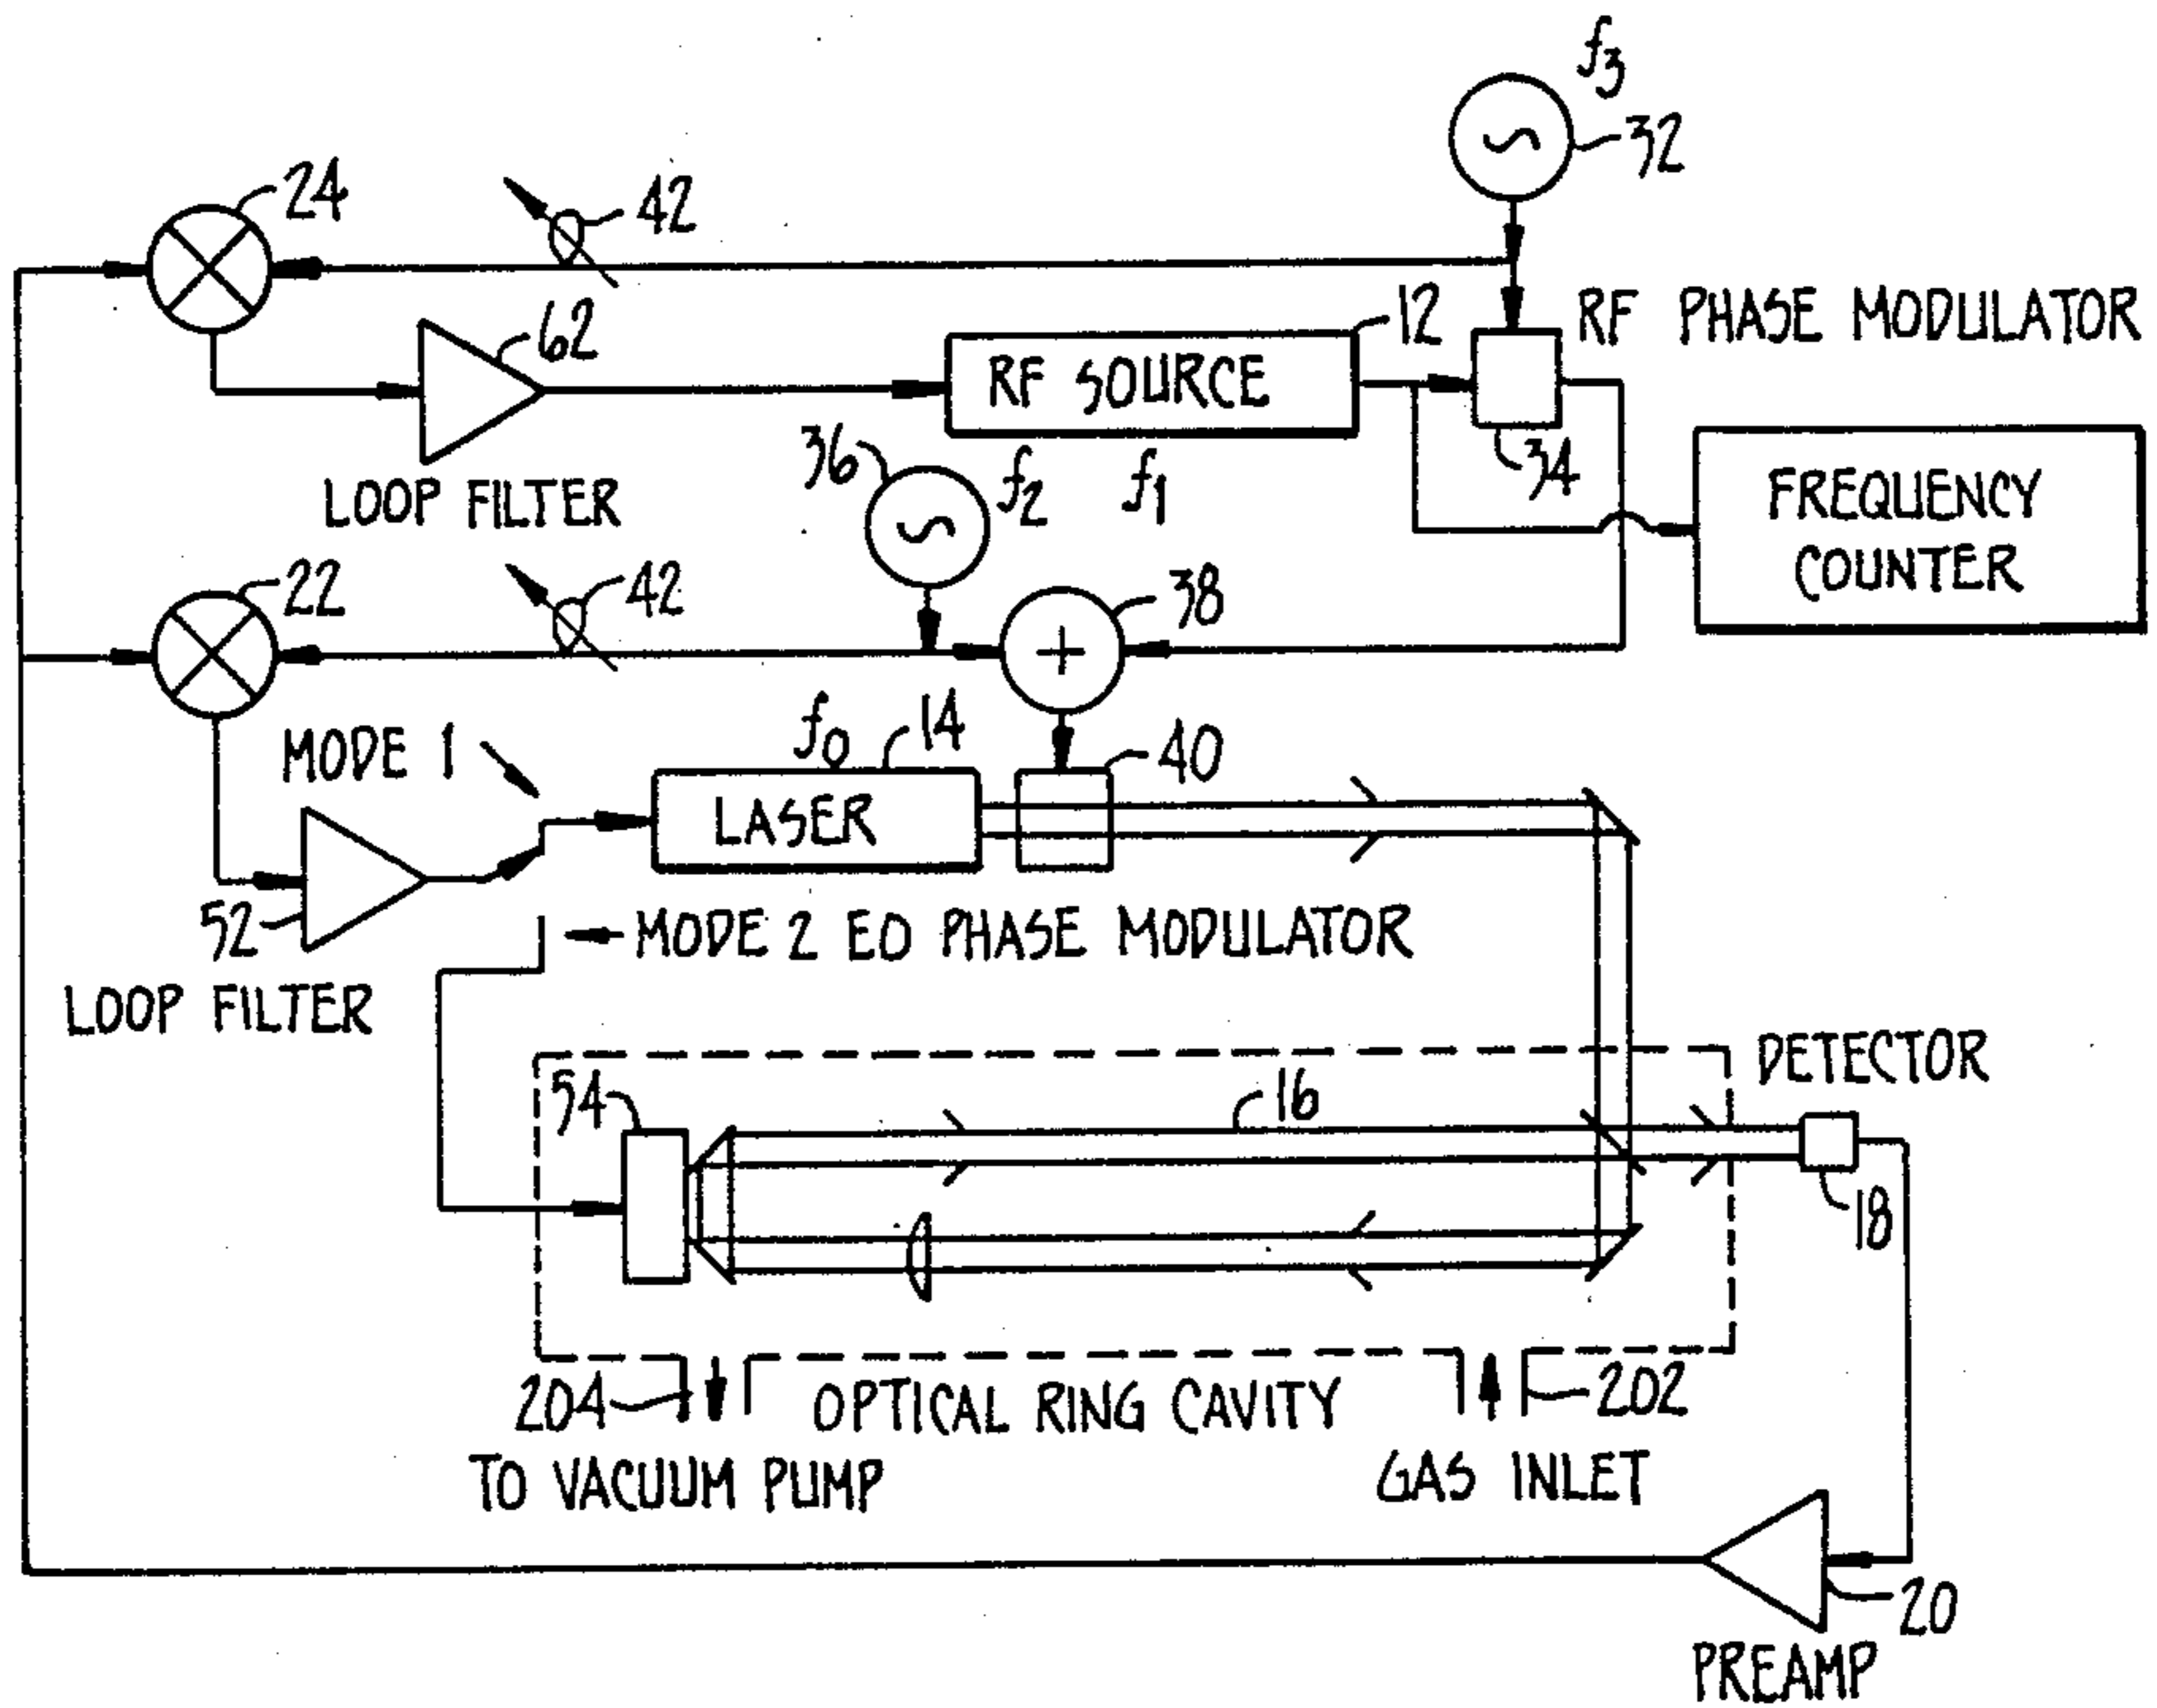 f3
32
24
42
62
12
RF PHASE MODULATOR
RF SOURCE
34
36
f2
f1
LOOP FILTER
FREQUENCY
COUNTER
22
42
38
MODE 1
f0
14
40
LASER
52
MODE 2 EO PHASE MODULATOR
LOOP FILTER
DETECTOR
54
16
18
204
OPTICAL RING CAVITY
202
TO VACUUM PUMP
GAS INLET
20
PREAMP